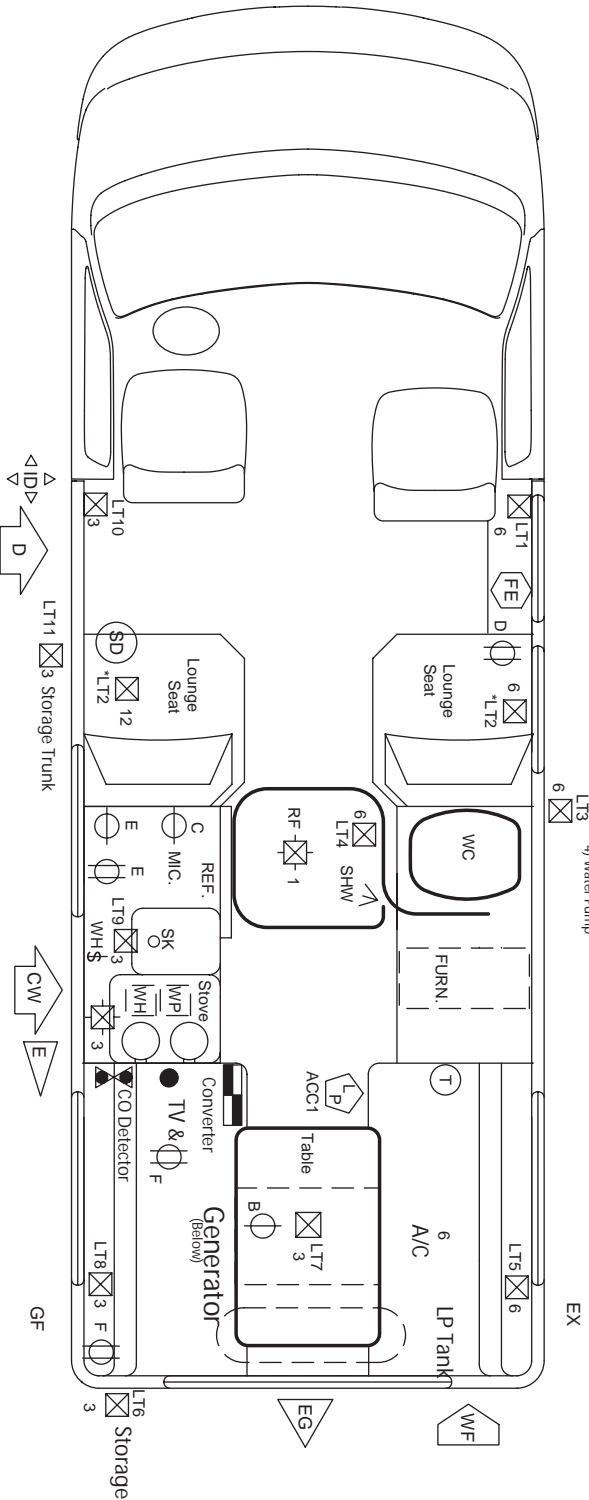 ID
D
LT10
3
LT1
6
FE
LT11
3 Storage Trunk
SD
*LT2
12
Lounge
Seat
Lounge
Seat
D
6
*LT2
LT3
6
4) Water Pump
E
E
C
MIC.
REF.
RF
1
6
LT4
SHW
WC
LT9
3
WH$
SK
FURN.
CW
E
3
WH
WP
Stove
CO Detector
TV &
F
Converter
ACC1
LP
T
Table
B
LT7
3
Generator
(Below)
6
A/C
LT5
6
LP Tank
LT8
3
F
GF
EX
LT6
3
Storage
EG
WF